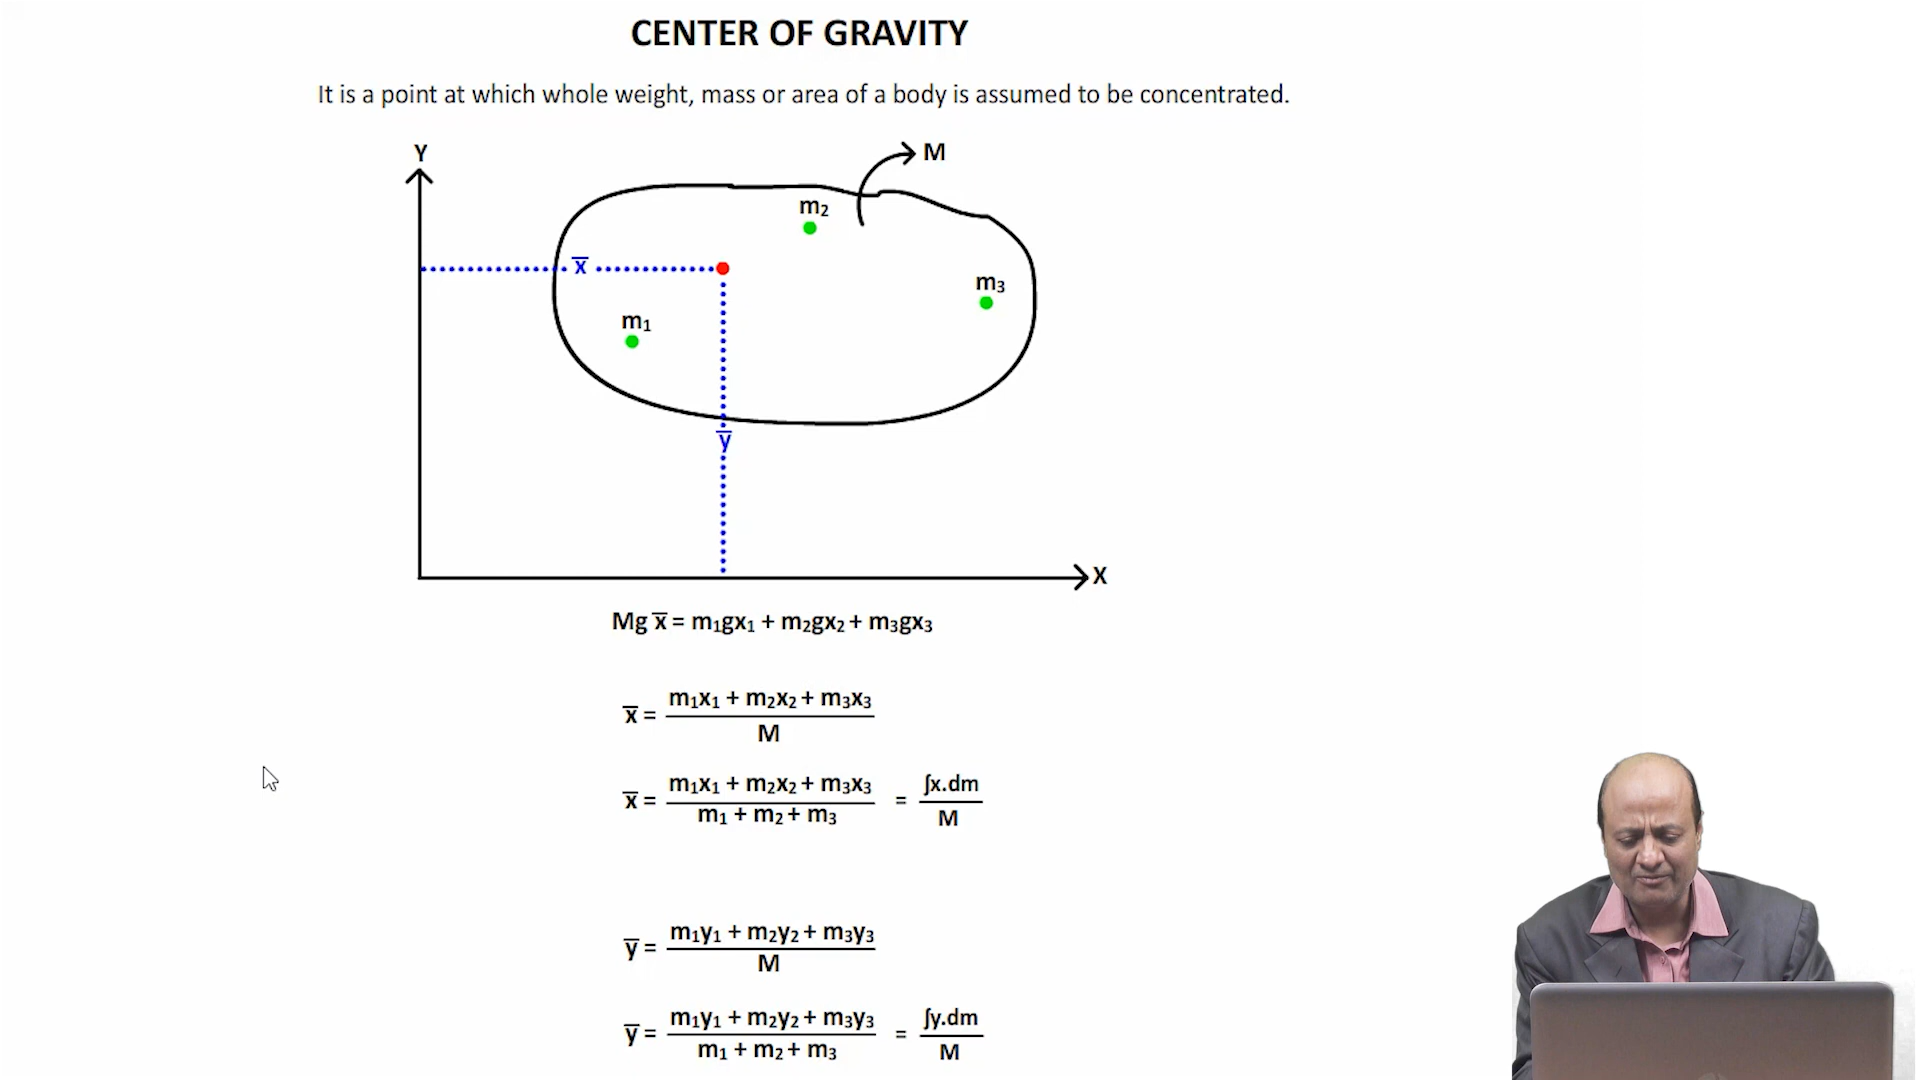 CENTER OF GRAVITY
It is a point at which whole weight, mass or area of a body is assumed to be concentrated.
Y
M
m₂
x̅
m₃
m₁
y̅
X
Mg x̅ = m₁gx₁ + m₂gx₂ + m₃gx₃
x̅ = m₁x₁ + m₂x₂ + m₃x₃ / M
x̅ = m₁x₁ + m₂x₂ + m₃x₃ / m₁ + m₂ + m₃ = ∫x.dm / M
y̅ = m₁y₁ + m₂y₂ + m₃y₃ / M
y̅ = m₁y₁ + m₂y₂ + m₃y₃ / m₁ + m₂ + m₃ = ∫y.dm / M